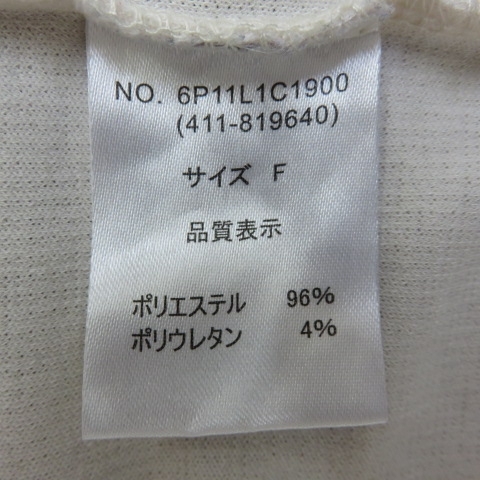 NO. 6P11L1C1900
(411-819640)
サイズ F
品質表示
ポリエステル 96%
ポリウレタン 4%